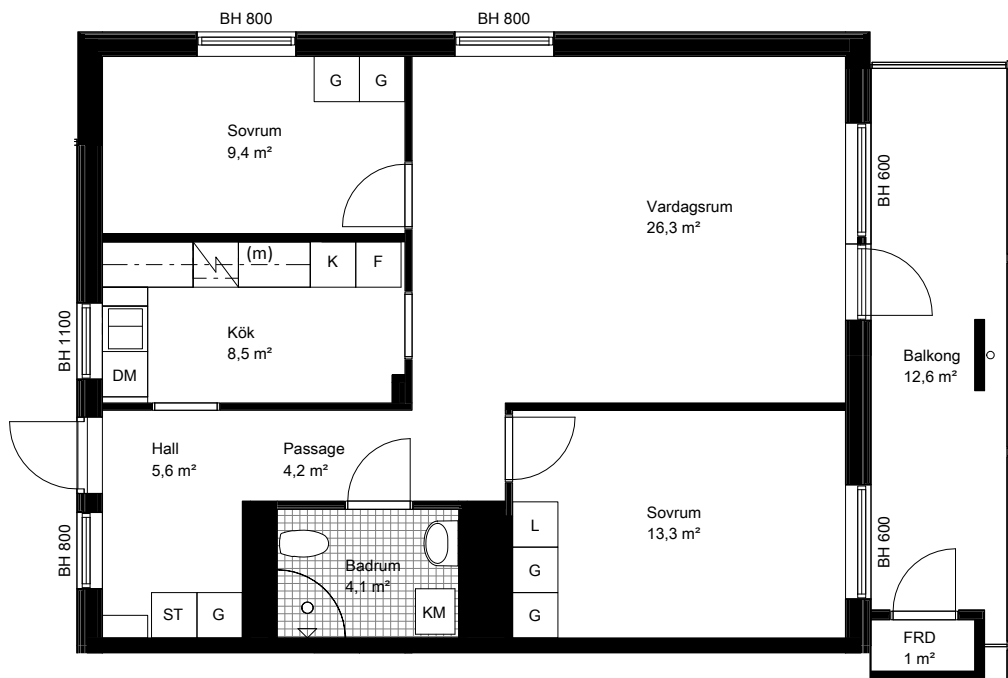 BH 800
BH 800
G
G
Sovrum
9,4 m²
BH 600
Vardagsrum
26,3 m²
(m)
K
F
BH 1100
Kök
8,5 m²
DM
Balkong
12,6 m²
Hall
5,6 m²
Passage
4,2 m²
L
G
G
Sovrum
13,3 m²
BH 800
BH 600
Badrum
4,1 m²
ST
G
KM
FRD
1 m²